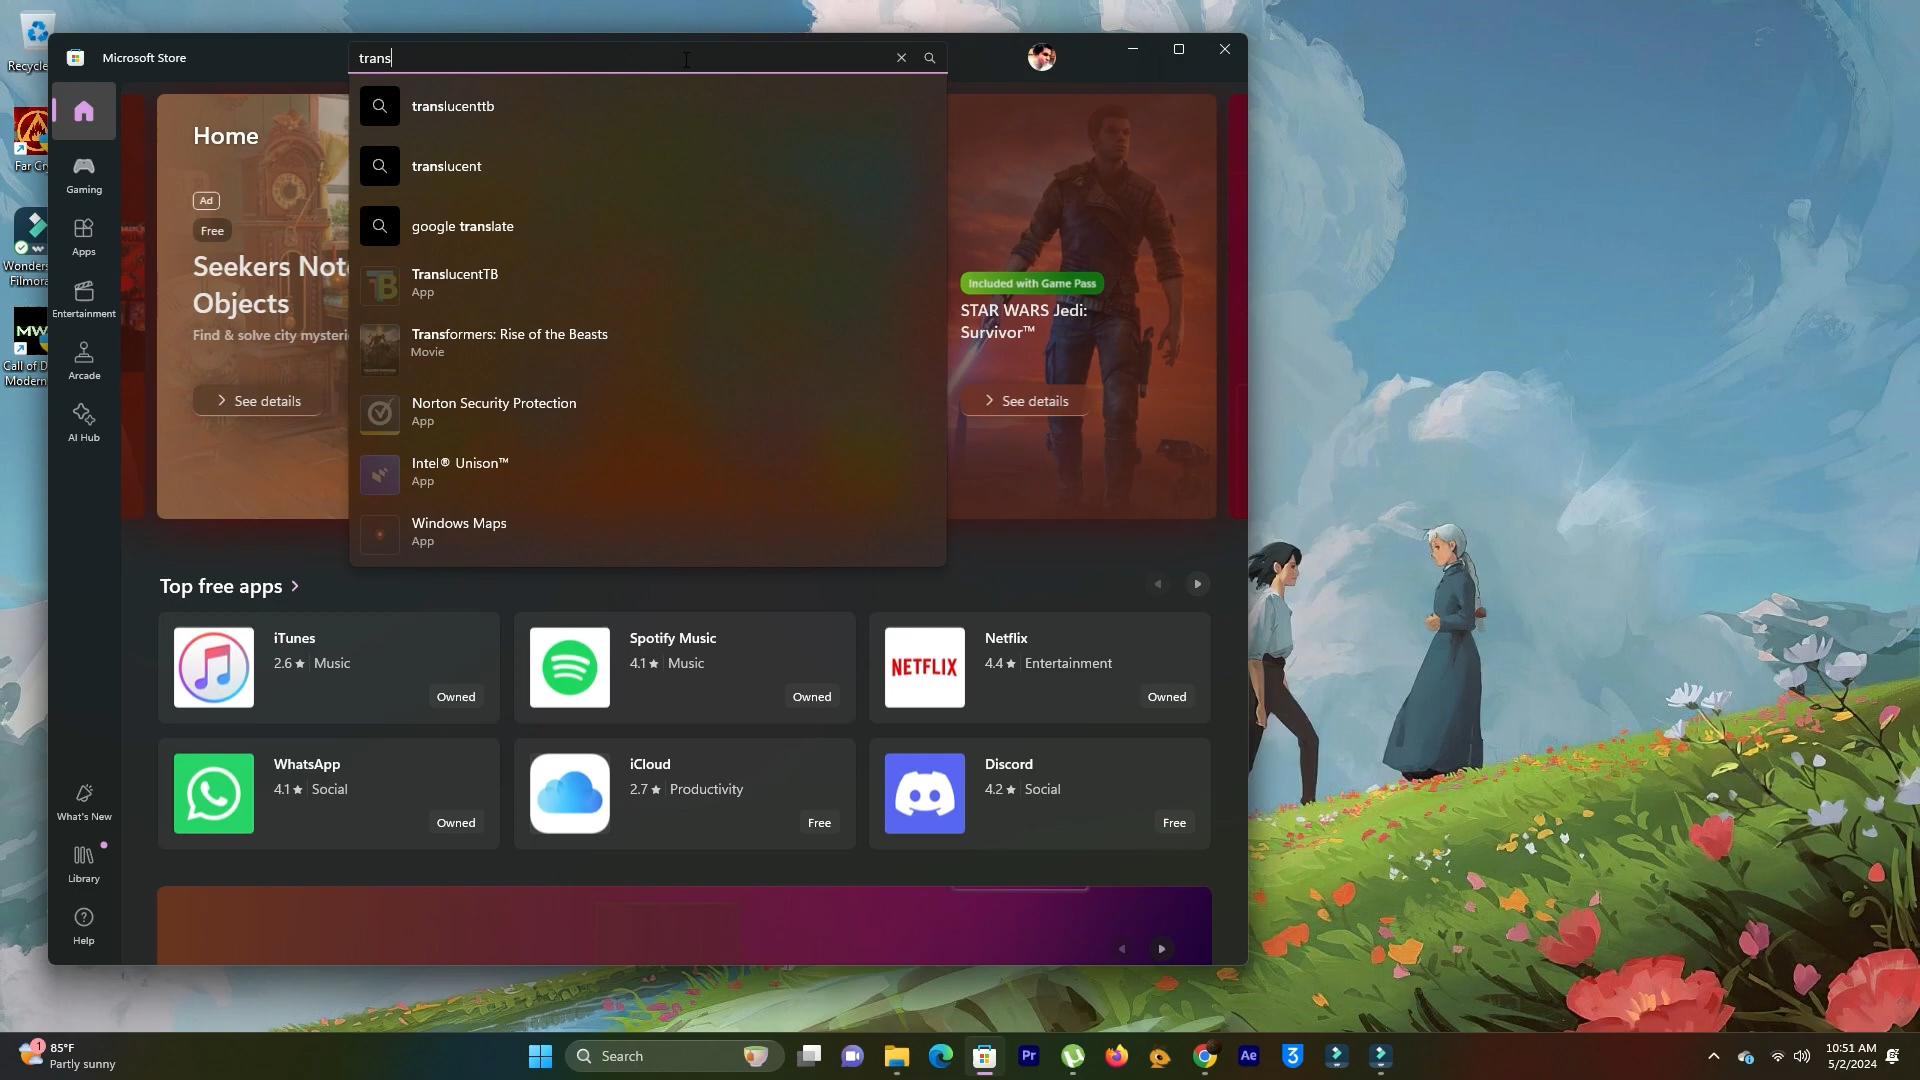 Recycle
Microsoft Store
trans
translucenttb
translucent
google translate
TranslucentTB
App
Transformers: Rise of the Beasts
Movie
Norton Security Protection
App
Intel® Unison™
App
Windows Maps
App
Far Cr
Wonders
Filmora
MW
Call of D
Modern
Gaming
Apps
Entertainment
Arcade
AI Hub
What's New
Library
Help
Home
Ad
Free
Seekers Note
Objects
Find & solve city mysteri
See details
Included with Game Pass
STAR WARS Jedi:
Survivor™
See details
Top free apps
iTunes
2.6 ★ Music
Owned
Spotify Music
4.1 ★ Music
Owned
NETFLIX
Netflix
4.4 ★ Entertainment
Owned
WhatsApp
4.1 ★ Social
Owned
iCloud
2.7 ★ Productivity
Free
Discord
4.2 ★ Social
Free
1
85°F
Partly sunny
Search
Pr
Ae
3
10:51 AM
5/2/2024